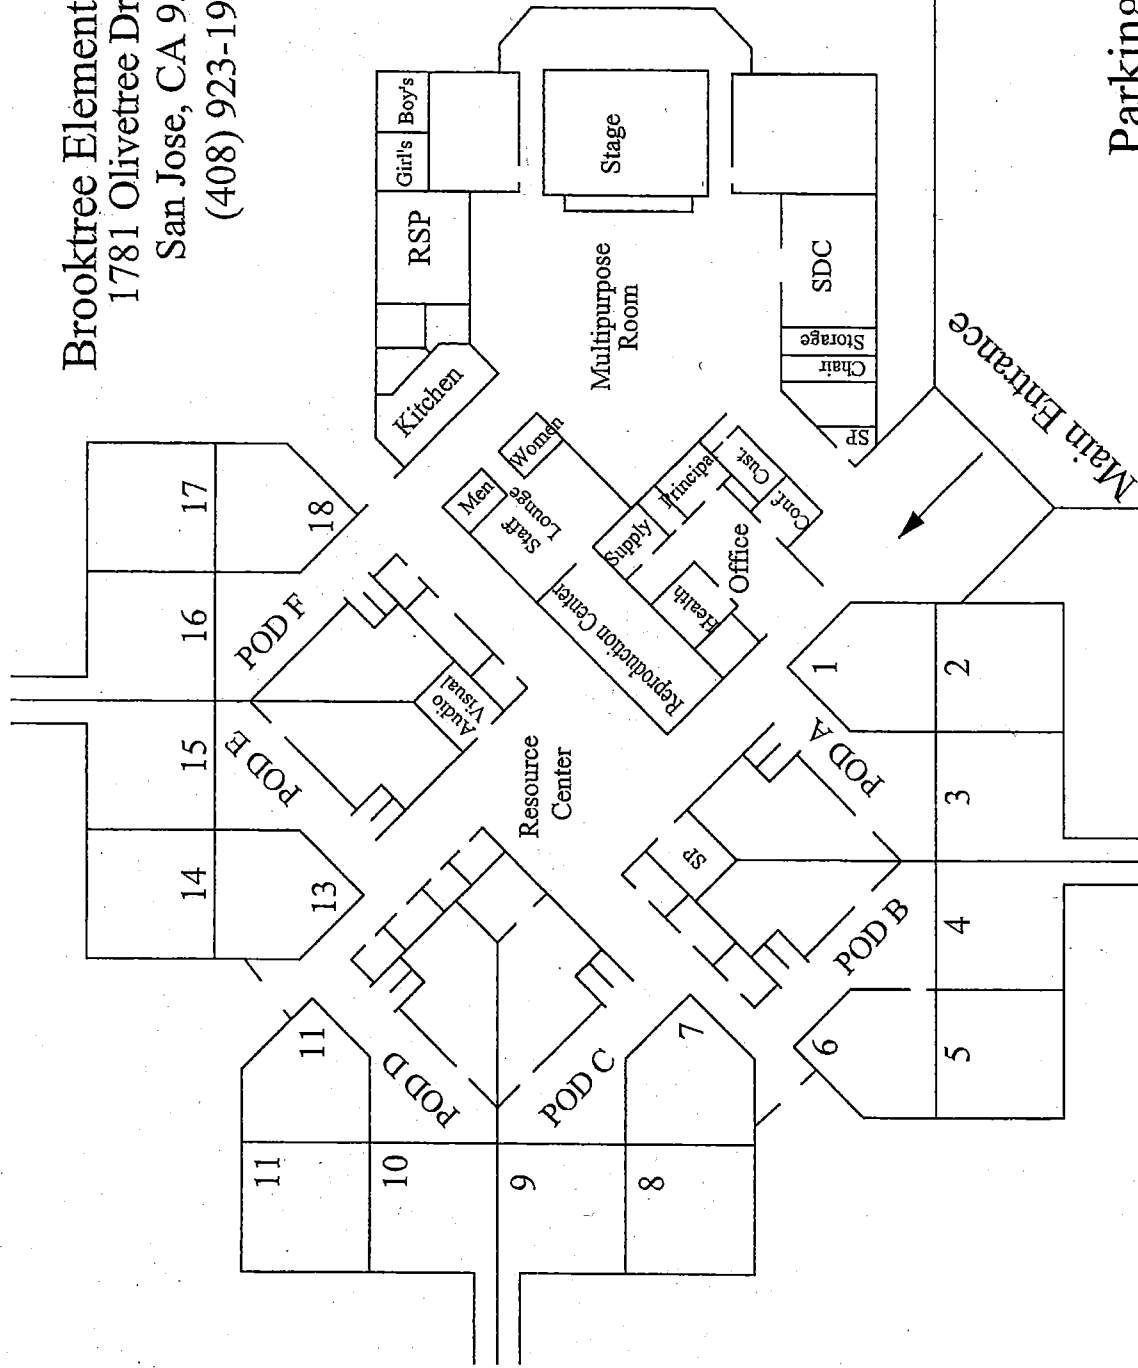 Brooktree Element
1781 Olivetree Dr
San Jose, CA 9
(408) 923-19
Parking
Main Entrance
Boy's
Girl's
RSP
Kitchen
Stage
Multipurpose
Room
SDC
Storage
Chair
SP
Women
Men
Staff
Lounge
Supply
Principal
Cust.
Conf.
Office
Health
Reproduction Center
Resource
Center
Audio
Visual
SP
POD A
1
2
3
POD B
4
5
6
POD C
7
8
9
POD D
10
11
11
POD E
13
14
15
POD F
16
17
18